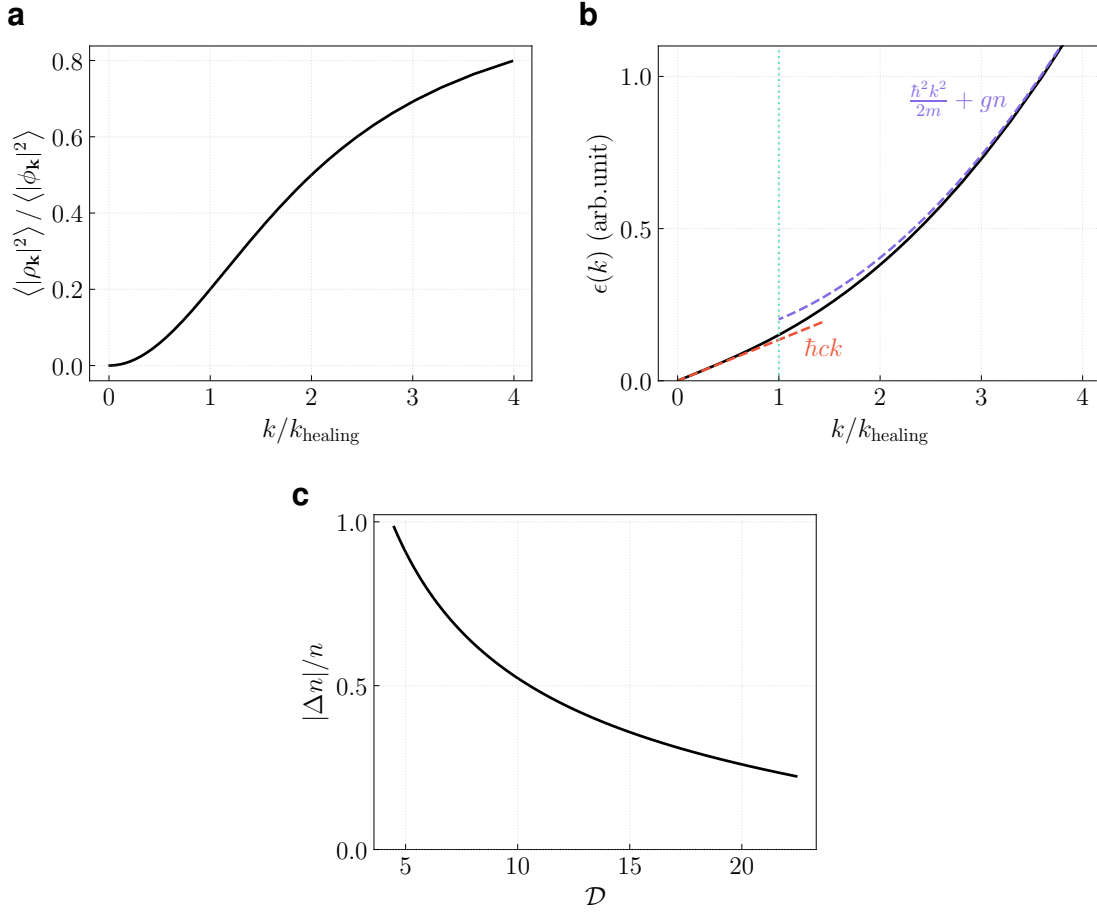 a
⟨|ρ_𝐤|²⟩ / ⟨|ϕ_𝐤|²⟩
0.8
0.6
0.4
0.2
0.0
0 1 2 3 4
k/k_healing
b
ϵ(k) (arb.unit)
1.0
0.5
0.0
ħ²k²/2m + gn
ħck
0 1 2 3 4
k/k_healing
c
|Δn|/n
1.0
0.5
0.0
5 10 15 20
𝒟